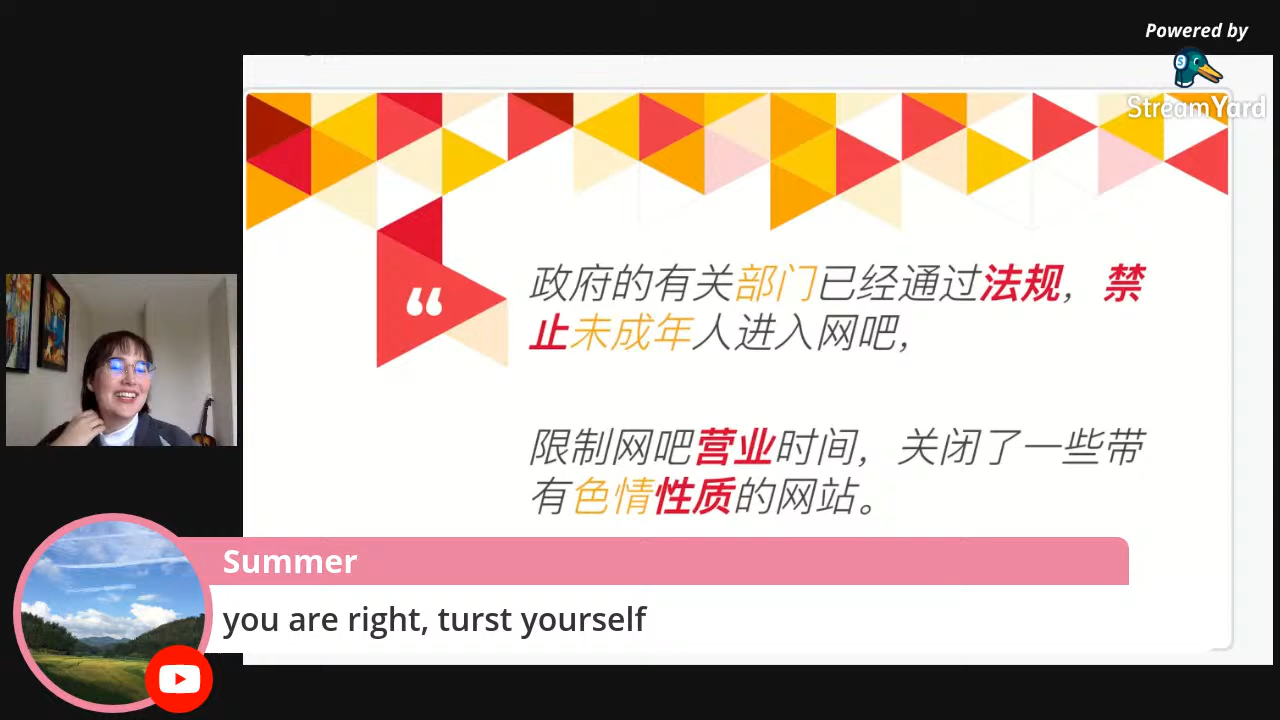 Powered by
StreamYard
“
政府的有关部门已经通过法规，禁
止未成年人进入网吧，
限制网吧营业时间，关闭了一些带
有色情性质的网站。
Summer
you are right, turst yourself